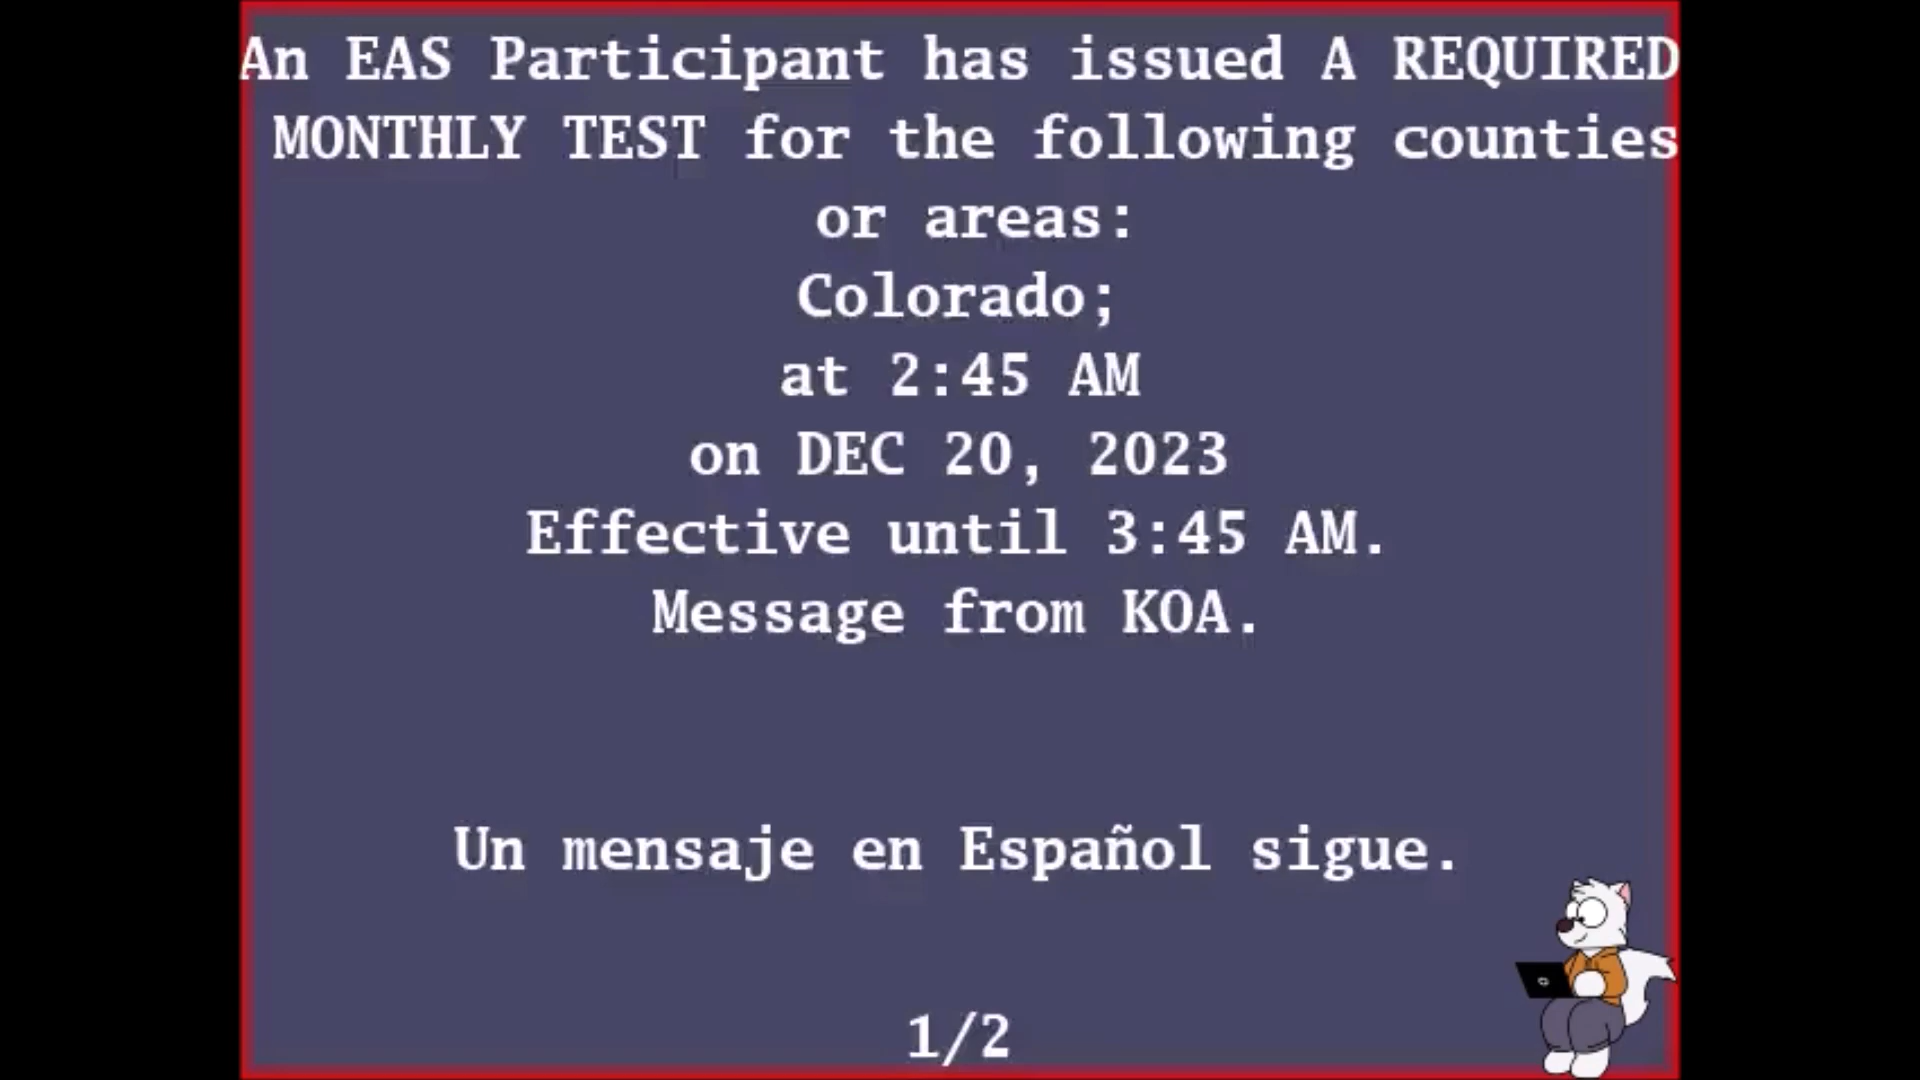 An EAS Participant has issued A REQUIRED
MONTHLY TEST for the following counties
or areas:
Colorado;
at 2:45 AM
on DEC 20, 2023
Effective until 3:45 AM.
Message from KOA.
Un mensaje en Español sigue.
1/2